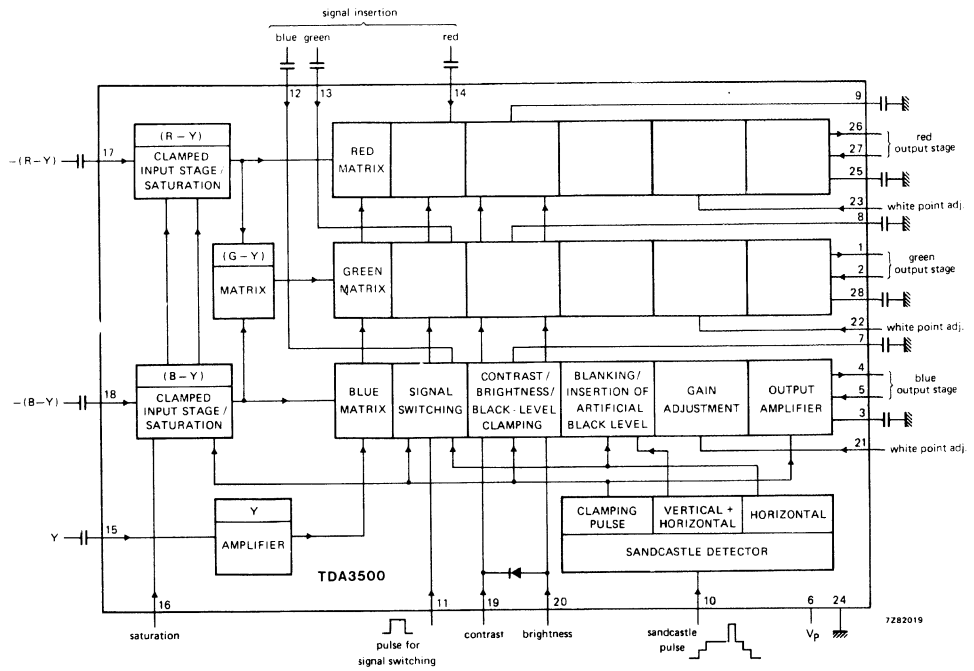 signal insertion
blue green red
12 13 14
9
(R-Y)
CLAMPED
INPUT STAGE/
SATURATION
-(R-Y)
17
RED
MATRIX
26
27
red
output stage
25
23
white point adj.
8
(G-Y)
MATRIX
GREEN
MATRIX
1
2
green
output stage
28
22
white point adj.
7
(B-Y)
CLAMPED
INPUT STAGE/
SATURATION
-(B-Y)
18
BLUE
MATRIX
SIGNAL
SWITCHING
CONTRAST/
BRIGHTNESS/
BLACK-LEVEL
CLAMPING
BLANKING/
INSERTION OF
ARTIFICIAL
BLACK LEVEL
GAIN
ADJUSTMENT
OUTPUT
AMPLIFIER
4
5
blue
output stage
3
21
white point adj.
Y
15
Y
AMPLIFIER
CLAMPING
PULSE
VERTICAL +
HORIZONTAL
HORIZONTAL
SANDCASTLE DETECTOR
TDA3500
16
11
19
20
10
6
24
7Z82019
saturation
pulse for
signal switching
contrast
brightness
sandcastle
pulse
VP